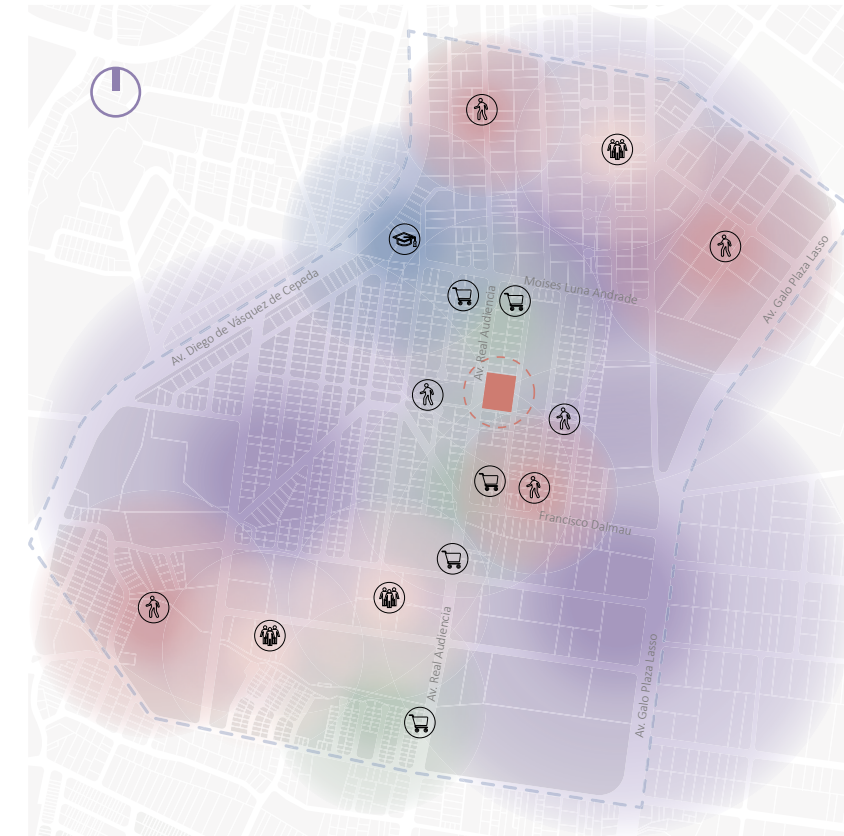 Moises Luna Andrade
Av. Galo Plaza Lasso
Av. Diego de Vásquez de Cepeda
Av. Real Audiencia
Francisco Dalmau
Av. Real Audiencia
Av. Galo Plaza Lasso